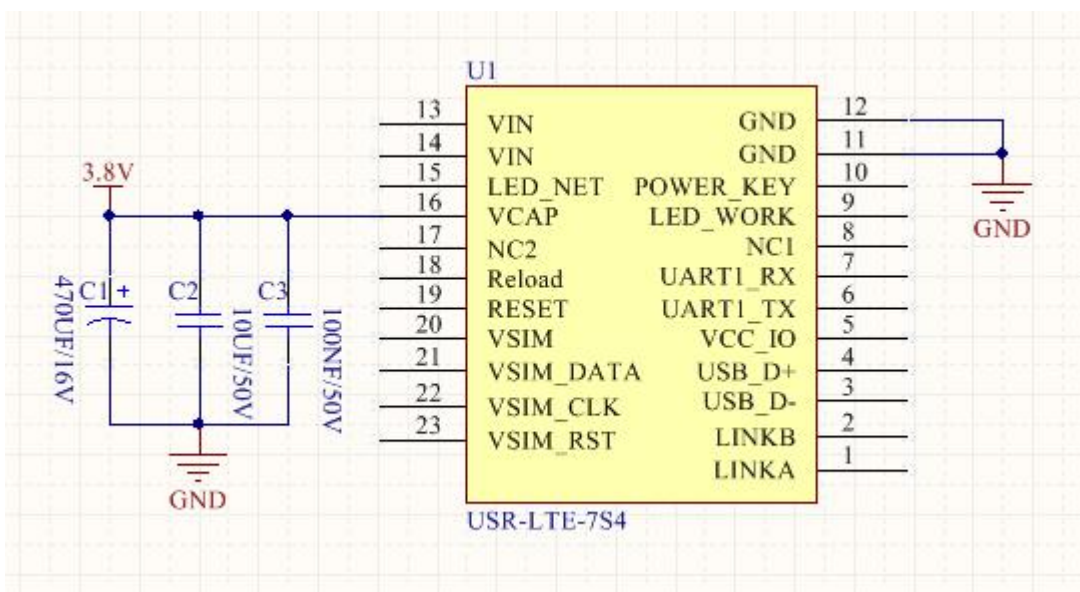 U1
13 VIN GND 12
14 VIN GND 11
15 LED_NET POWER_KEY 10
16 VCAP LED_WORK 9
17 NC2 NC1 8
18 Reload UART1_RX 7
19 RESET UART1_TX 6
20 VSIM VCC_IO 5
21 VSIM_DATA USB_D+ 4
22 VSIM_CLK USB_D- 3
23 VSIM_RST LINKB 2
LINKA 1
USR-LTE-7S4
3.8V
C1 +
470UF/16V
C2
10UF/50V
C3
100NF/50V
GND
GND